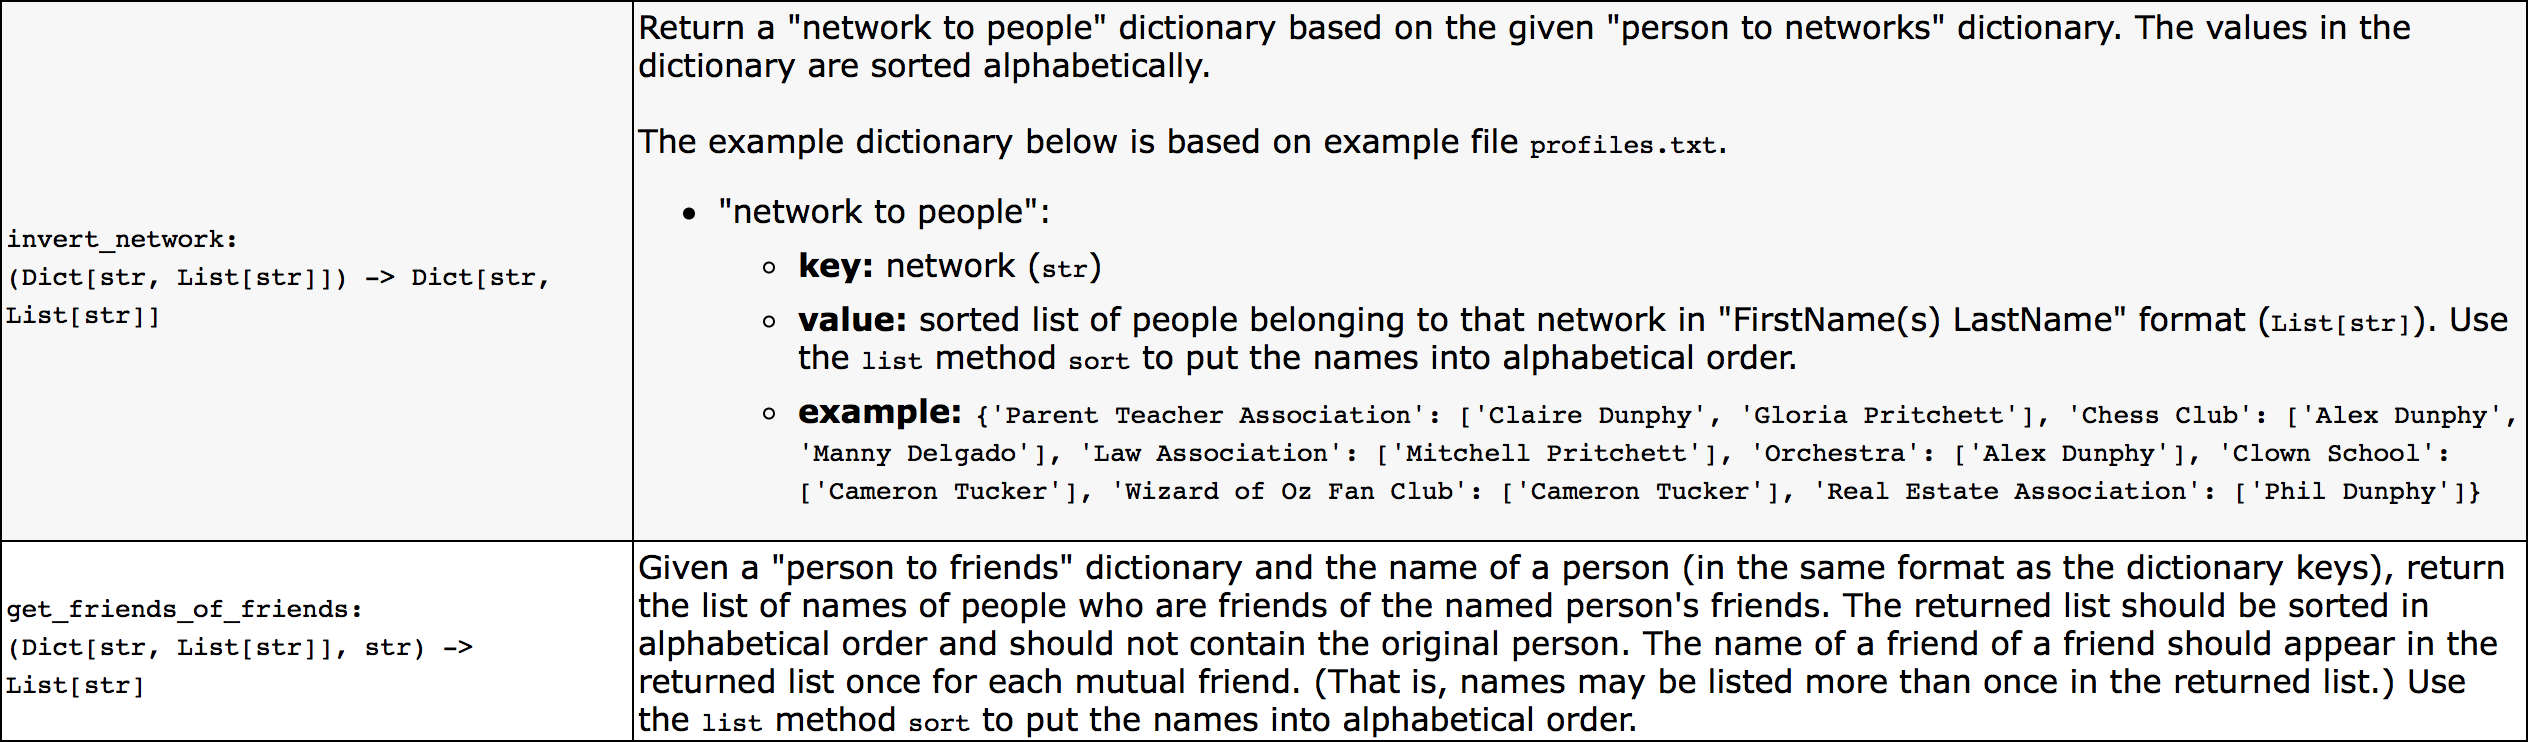 invert_network:
(Dict[str, List[str]]) -> Dict[str,
List[str]]
Return a "network to people" dictionary based on the given "person to networks" dictionary. The values in the
dictionary are sorted alphabetically.
The example dictionary below is based on example file profiles.txt.
• "network to people":
◦ key: network (str)
◦ value: sorted list of people belonging to that network in "FirstName(s) LastName" format (List[str]). Use
the list method sort to put the names into alphabetical order.
◦ example: {'Parent Teacher Association': ['Claire Dunphy', 'Gloria Pritchett'], 'Chess Club': ['Alex Dunphy',
'Manny Delgado'], 'Law Association': ['Mitchell Pritchett'], 'Orchestra': ['Alex Dunphy'], 'Clown School':
['Cameron Tucker'], 'Wizard of Oz Fan Club': ['Cameron Tucker'], 'Real Estate Association': ['Phil Dunphy']}
get_friends_of_friends:
(Dict[str, List[str]], str) ->
List[str]
Given a "person to friends" dictionary and the name of a person (in the same format as the dictionary keys), return
the list of names of people who are friends of the named person's friends. The returned list should be sorted in
alphabetical order and should not contain the original person. The name of a friend of a friend should appear in the
returned list once for each mutual friend. (That is, names may be listed more than once in the returned list.) Use
the list method sort to put the names into alphabetical order.